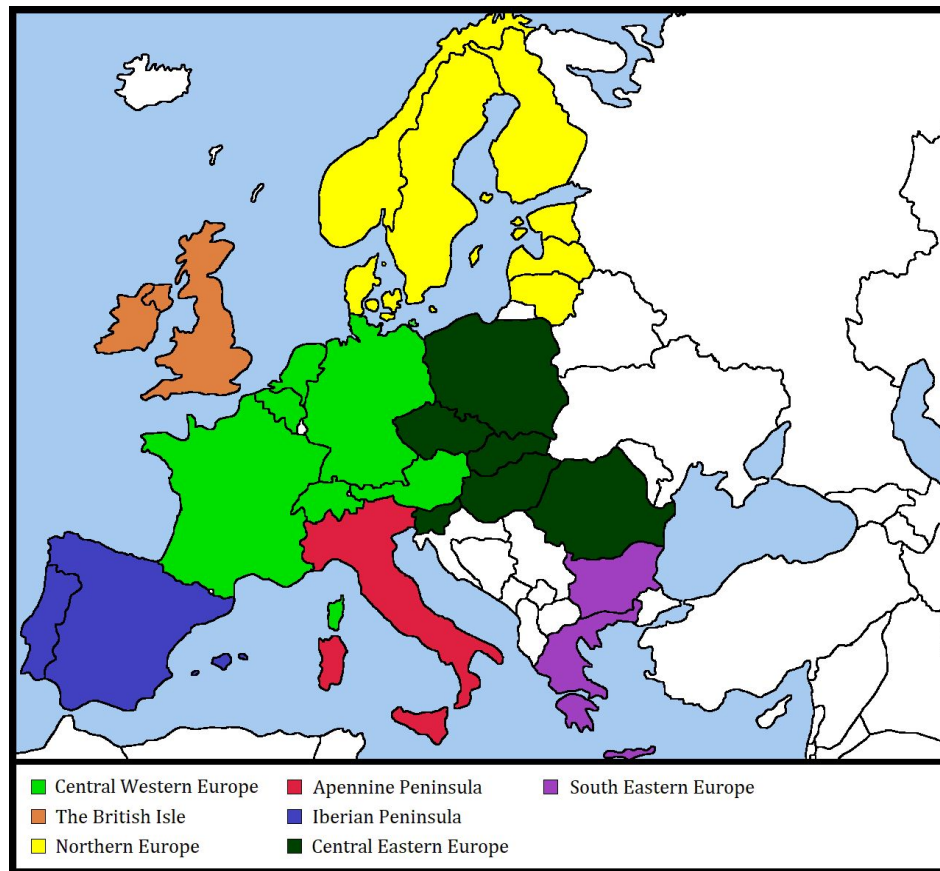 Central Western Europe
The British Isle
Northern Europe
Apennine Peninsula
Iberian Peninsula
Central Eastern Europe
South Eastern Europe